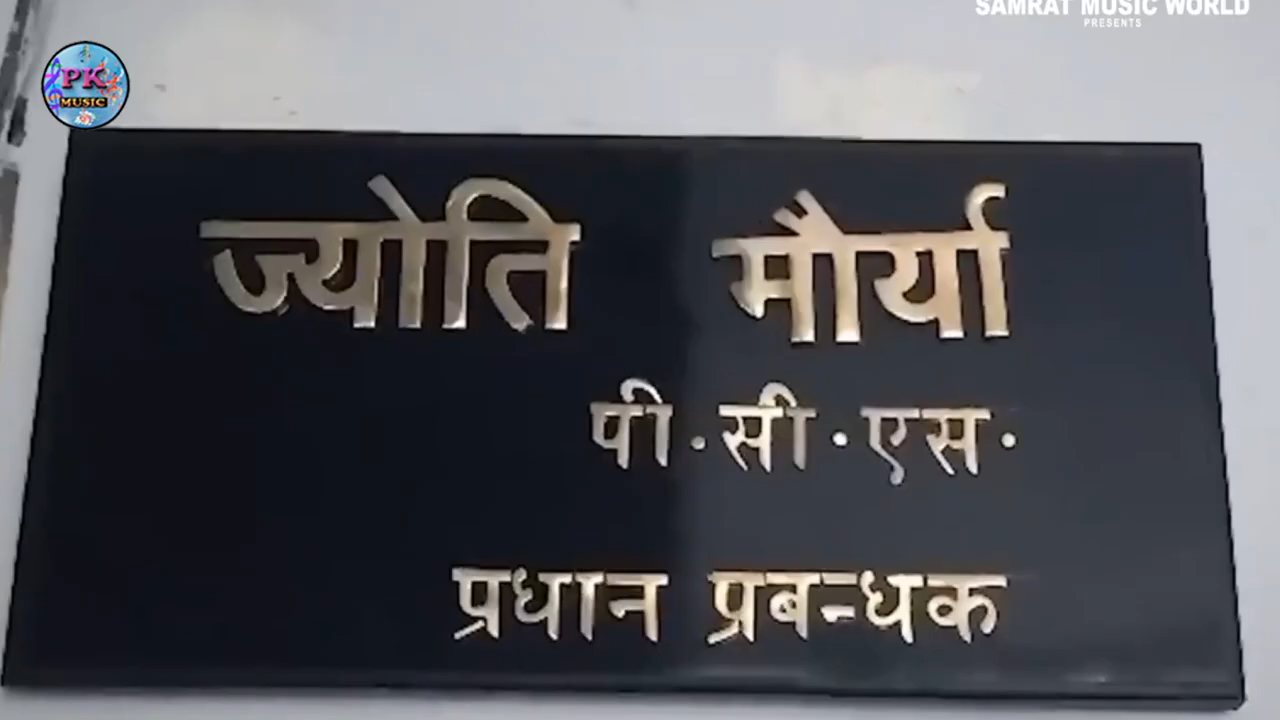 SAMRAT MUSIC WORLD
PRESENTS
PK
MUSIC
ज्योति मौर्या
पी.सी.एस.
प्रधान प्रबन्धक